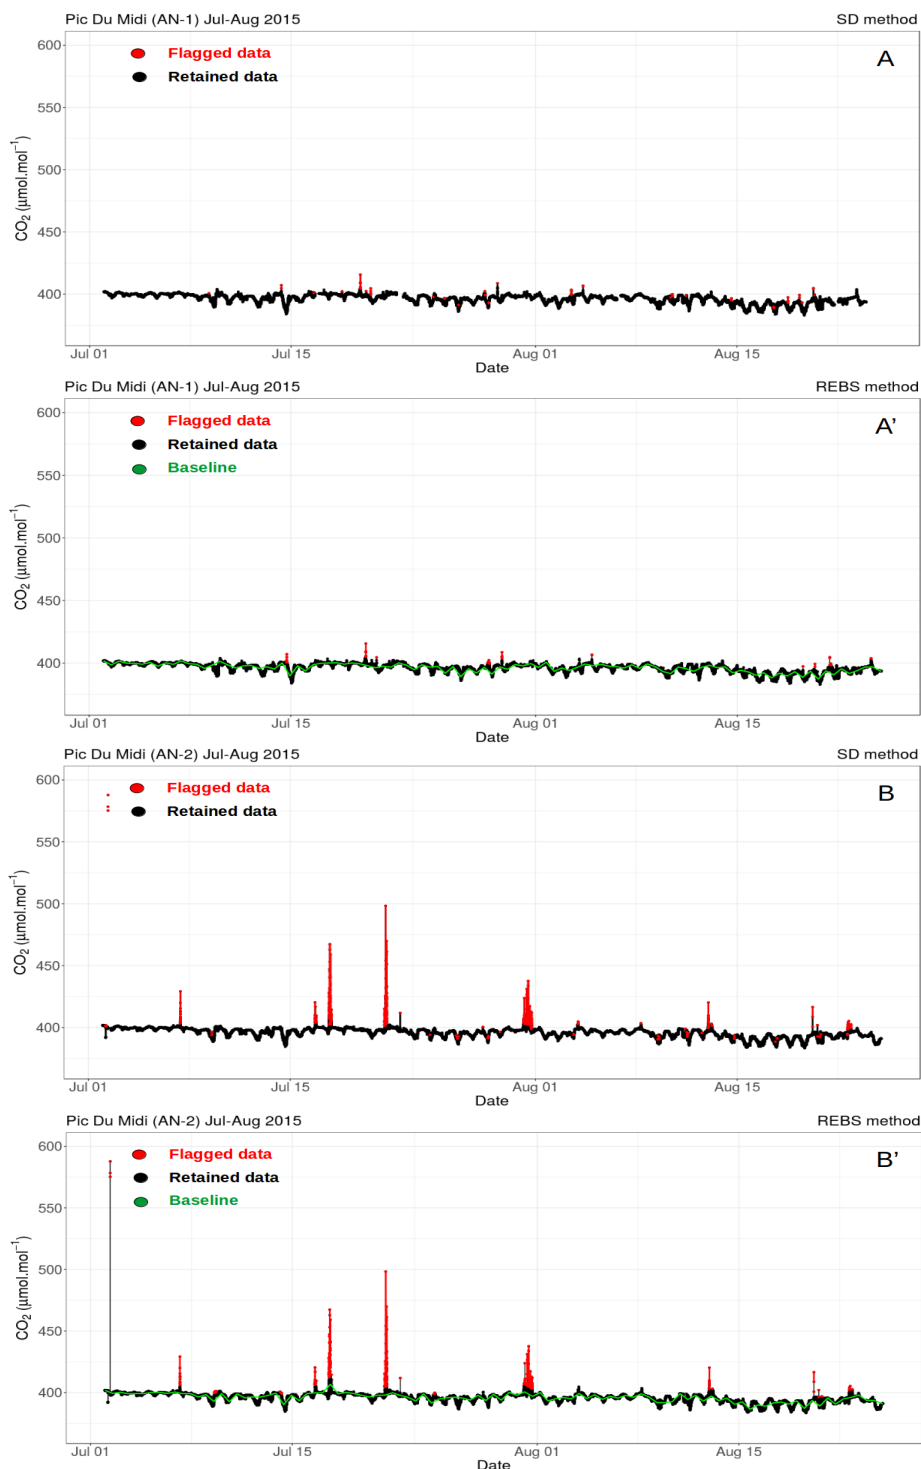 Pic Du Midi (AN-1) Jul-Aug 2015 SD method
A
Flagged data
Retained data
600
550
500
450
400
CO₂ (μmol.mol⁻¹)
Jul 01 Jul 15 Aug 01 Aug 15
Date
Pic Du Midi (AN-1) Jul-Aug 2015 REBS method
A'
Flagged data
Retained data
Baseline
600
550
500
450
400
CO₂ (μmol.mol⁻¹)
Jul 01 Jul 15 Aug 01 Aug 15
Date
Pic Du Midi (AN-2) Jul-Aug 2015 SD method
B
Flagged data
Retained data
600
550
500
450
400
CO₂ (μmol.mol⁻¹)
Jul 01 Jul 15 Aug 01 Aug 15
Date
Pic Du Midi (AN-2) Jul-Aug 2015 REBS method
B'
Flagged data
Retained data
Baseline
600
550
500
450
400
CO₂ (μmol.mol⁻¹)
Jul 01 Jul 15 Aug 01 Aug 15
Date